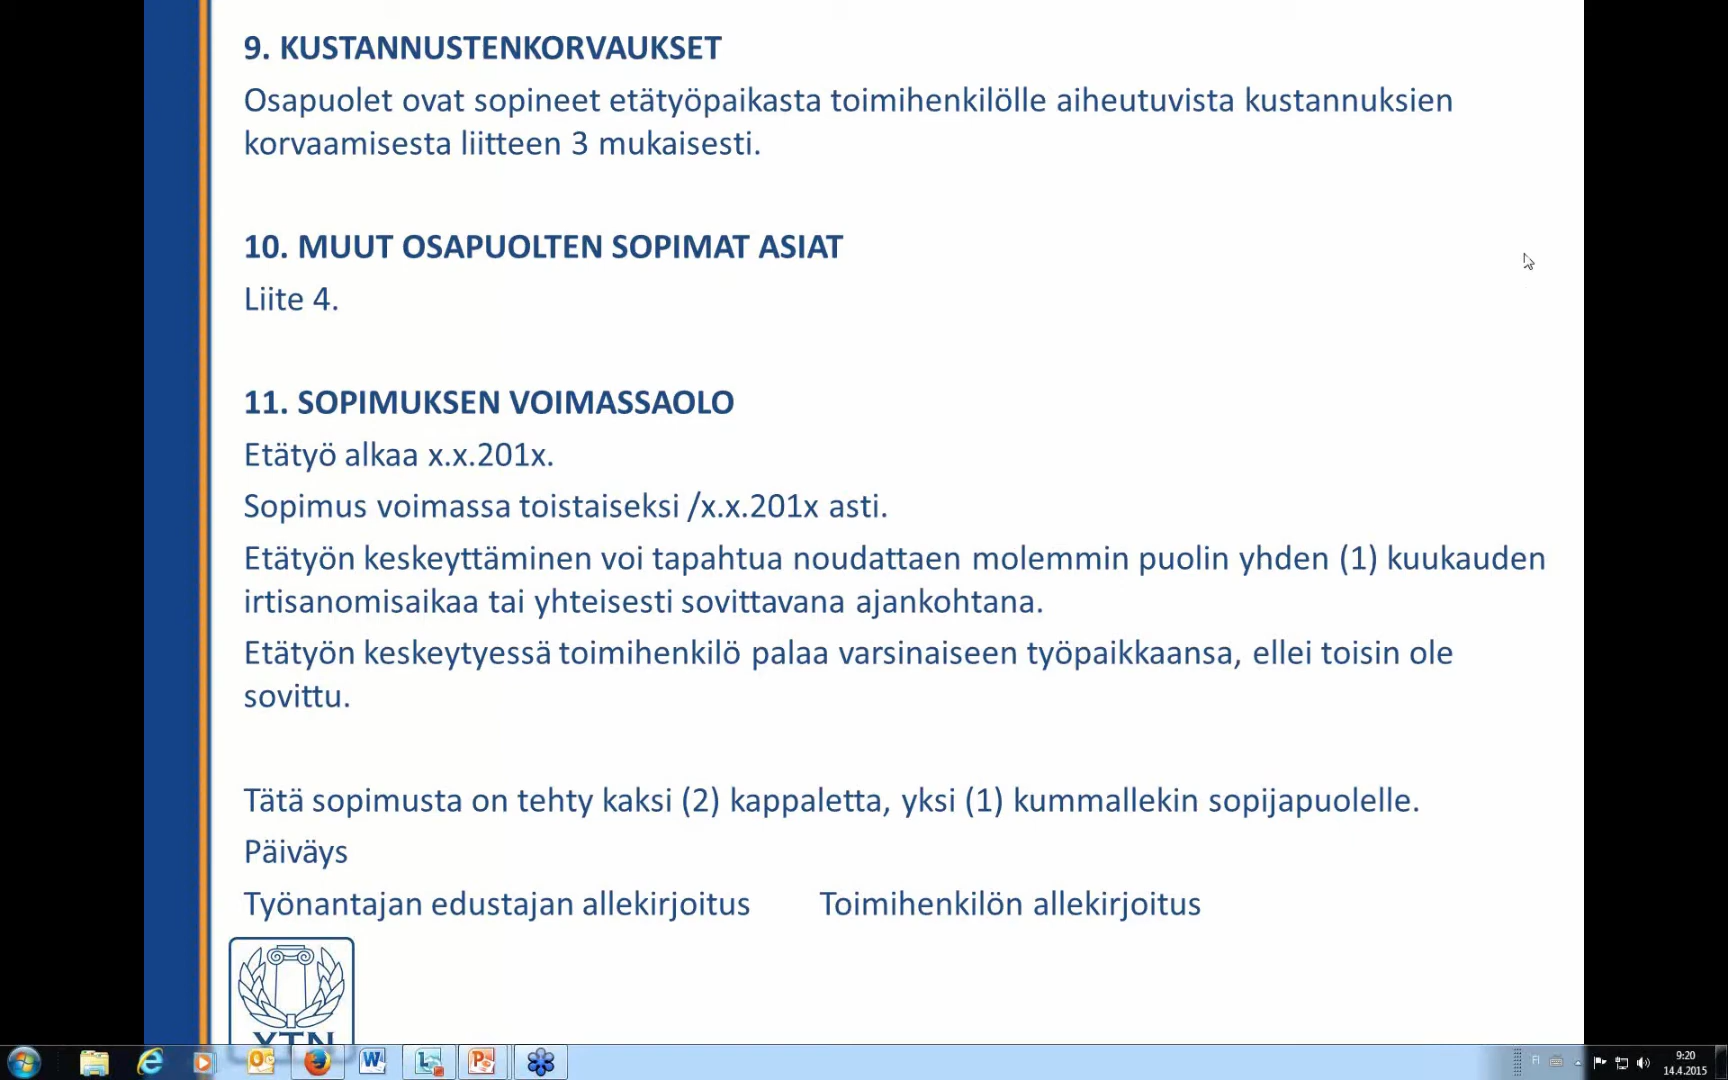 9. KUSTANNUSTENKORVAUKSET
Osapuolet ovat sopineet etätyöpaikasta toimihenkilölle aiheutuvista kustannuksien
korvaamisesta liitteen 3 mukaisesti.
10. MUUT OSAPUOLTEN SOPIMAT ASIAT
Liite 4.
11. SOPIMUKSEN VOIMASSAOLO
Etätyö alkaa x.x.201x.
Sopimus voimassa toistaiseksi /x.x.201x asti.
Etätyön keskeyttäminen voi tapahtua noudattaen molemmin puolin yhden (1) kuukauden
irtisanomisaikaa tai yhteisesti sovittavana ajankohtana.
Etätyön keskeytyessä toimihenkilö palaa varsinaiseen työpaikkaansa, ellei toisin ole
sovittu.
Tätä sopimusta on tehty kaksi (2) kappaletta, yksi (1) kummallekin sopijapuolelle.
Päiväys
Työnantajan edustajan allekirjoitus Toimihenkilön allekirjoitus
YTN
FI
9:20
14.4.2015